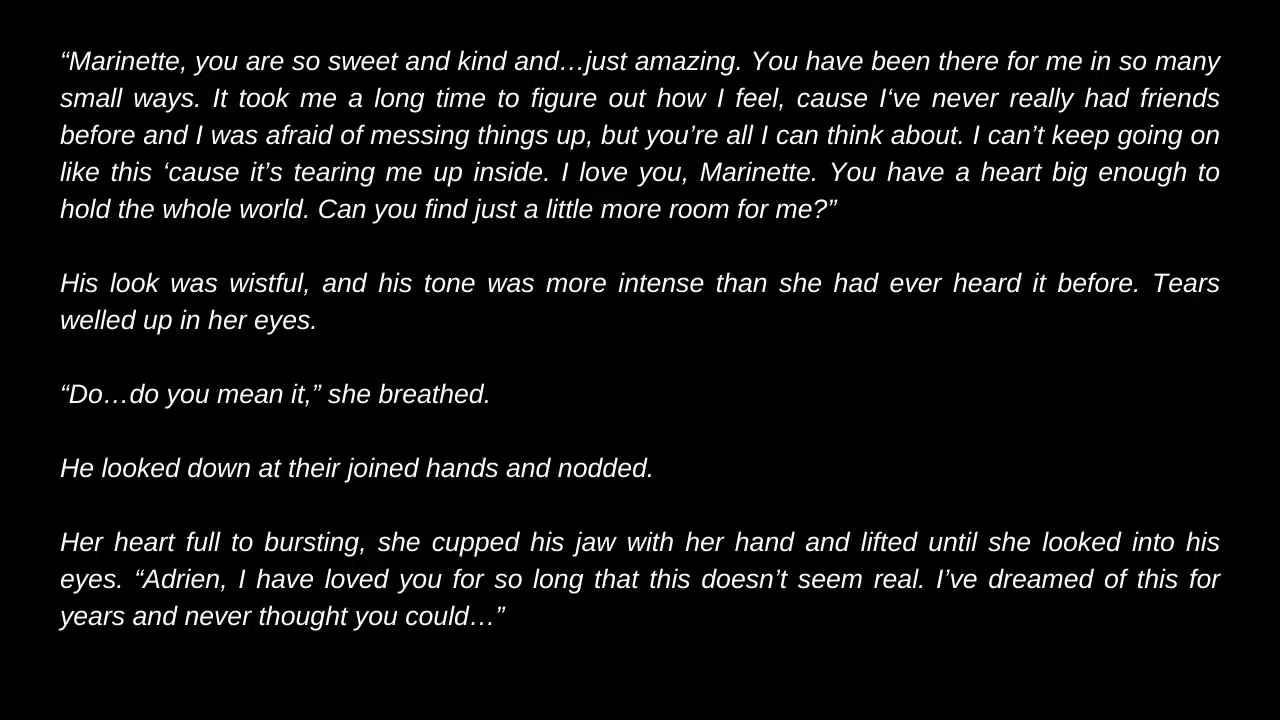 “Marinette, you are so sweet and kind and…just amazing. You have been there for me in so many
small ways. It took me a long time to figure out how I feel, cause I‘ve never really had friends
before and I was afraid of messing things up, but you’re all I can think about. I can’t keep going on
like this ‘cause it’s tearing me up inside. I love you, Marinette. You have a heart big enough to
hold the whole world. Can you find just a little more room for me?”
His look was wistful, and his tone was more intense than she had ever heard it before. Tears
welled up in her eyes.
“Do…do you mean it,” she breathed.
He looked down at their joined hands and nodded.
Her heart full to bursting, she cupped his jaw with her hand and lifted until she looked into his
eyes. “Adrien, I have loved you for so long that this doesn’t seem real. I’ve dreamed of this for
years and never thought you could…”